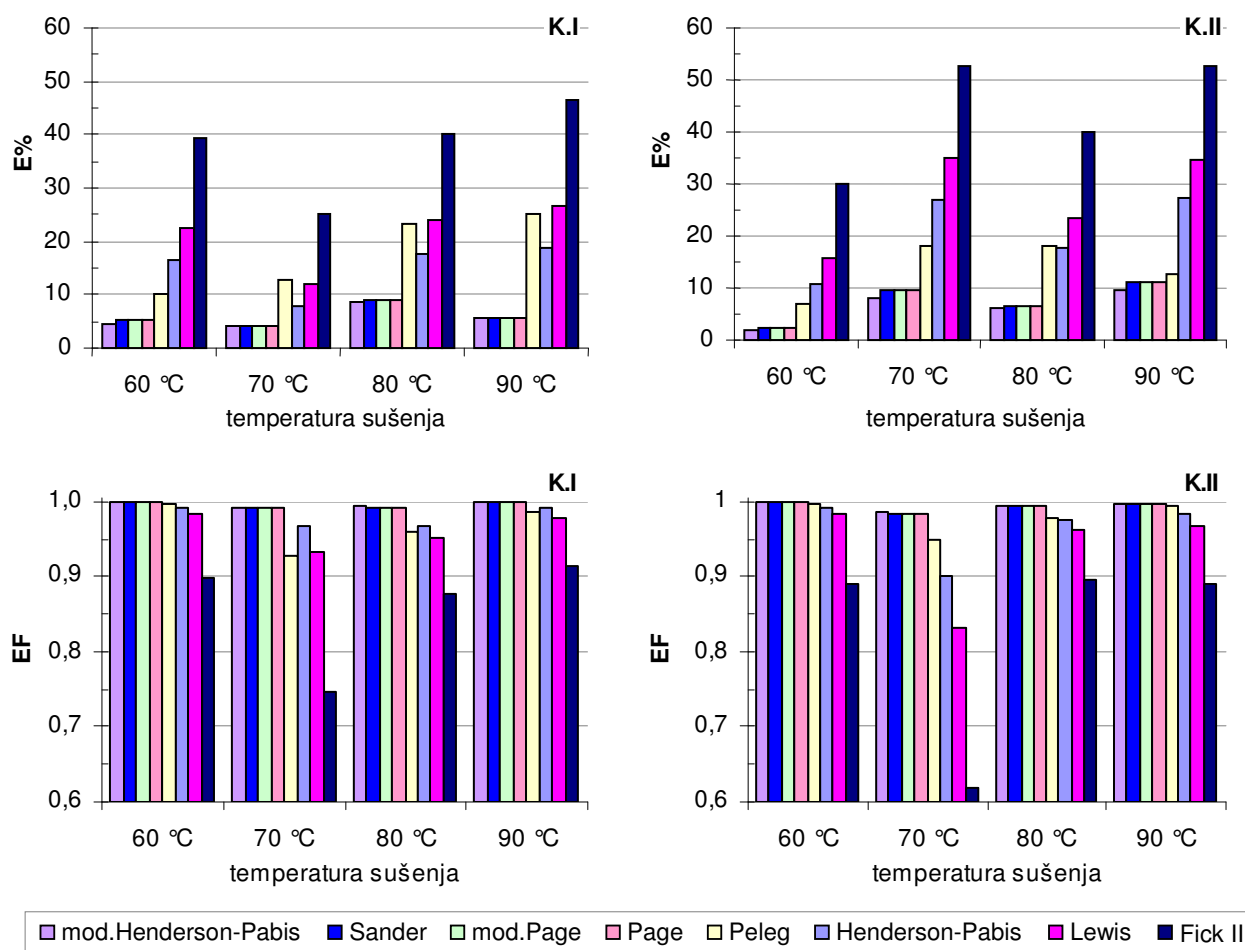 K.I
60
50
40
30
20
10
0
E%
60 °C 70 °C 80 °C 90 °C
temperatura sušenja
K.II
60
50
40
30
20
10
0
E%
60 °C 70 °C 80 °C 90 °C
temperatura sušenja
K.I
1,0
0,9
0,8
0,7
0,6
EF
60 °C 70 °C 80 °C 90 °C
temperatura sušenja
K.II
1
0,9
0,8
0,7
0,6
EF
60 °C 70 °C 80 °C 90 °C
temperatura sušenja
mod.Henderson-Pabis Sander mod.Page Page Peleg Henderson-Pabis Lewis Fick II